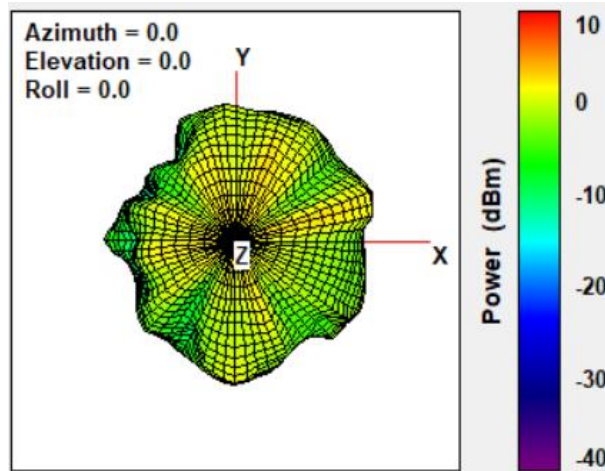 Azimuth = 0.0
Elevation = 0.0
Roll = 0.0
Y
Z
X
Power (dBm)
10
0
-10
-20
-30
-40